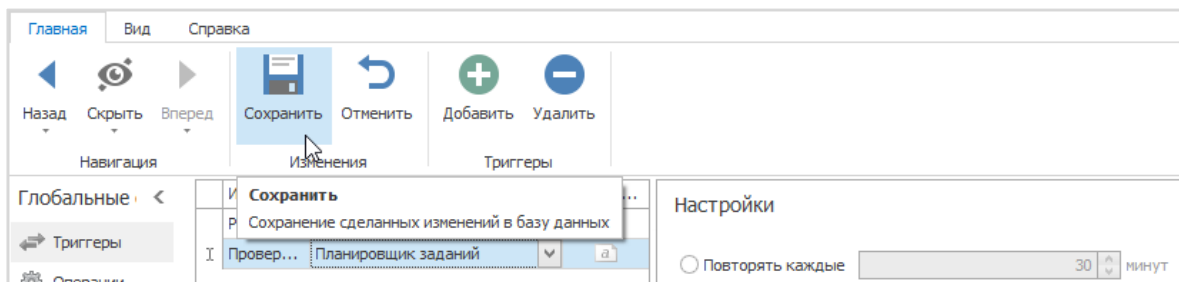 Главная Вид Справка
Назад Скрыть Вперед Сохранить Отменить Добавить Удалить
Навигация Изменения Триггеры
Глобальные
Сохранить
Сохранение сделанных изменений в базу данных
Настройки
Триггеры
Провер... Планировщик заданий a
Повторять каждые 30 минут
Операции